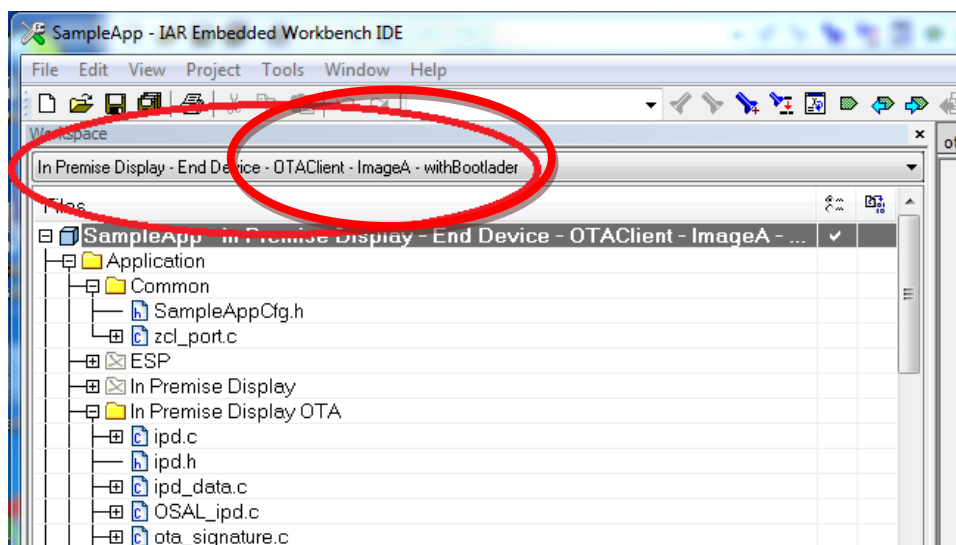 SampleApp - IAR Embedded Workbench IDE
File Edit View Project Tools Window Help
Workspace
In Premise Display - End Device - OTAClient - ImageA - withBootlader
Files
SampleApp - In Premise Display - End Device - OTAClient - ImageA - ...
Application
Common
SampleAppCfg.h
zcl_port.c
ESP
In Premise Display
In Premise Display OTA
ipd.c
ipd.h
ipd_data.c
OSAL_ipd.c
ota_signature.c